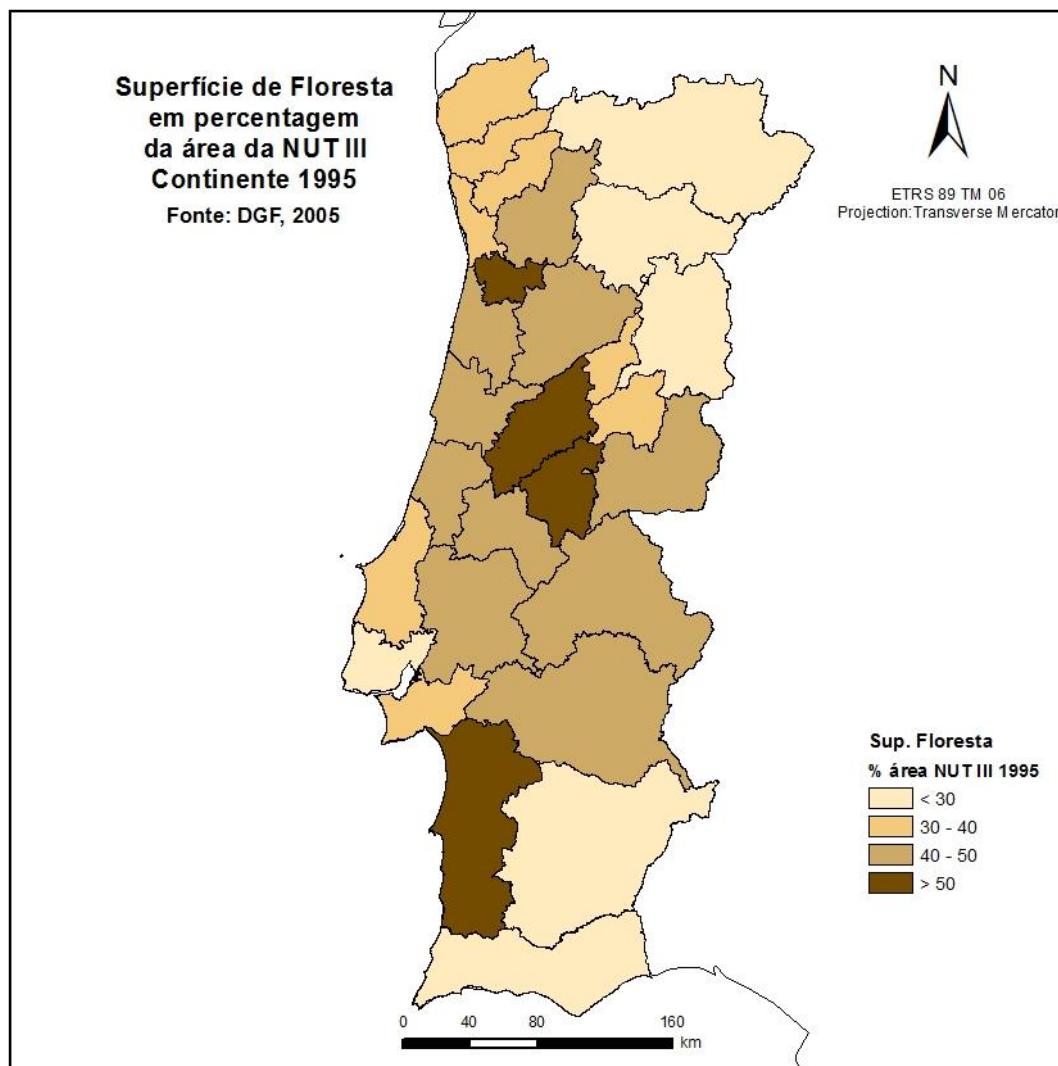 Superfície de Floresta
em percentagem
da área da NUT III
Continente 1995
Fonte: DGF, 2005
N
ETRS 89 TM 06
Projection: Transverse Mercator
Sup. Floresta
% área NUT III 1995
< 30
30 - 40
40 - 50
> 50
0 40 80 160
km